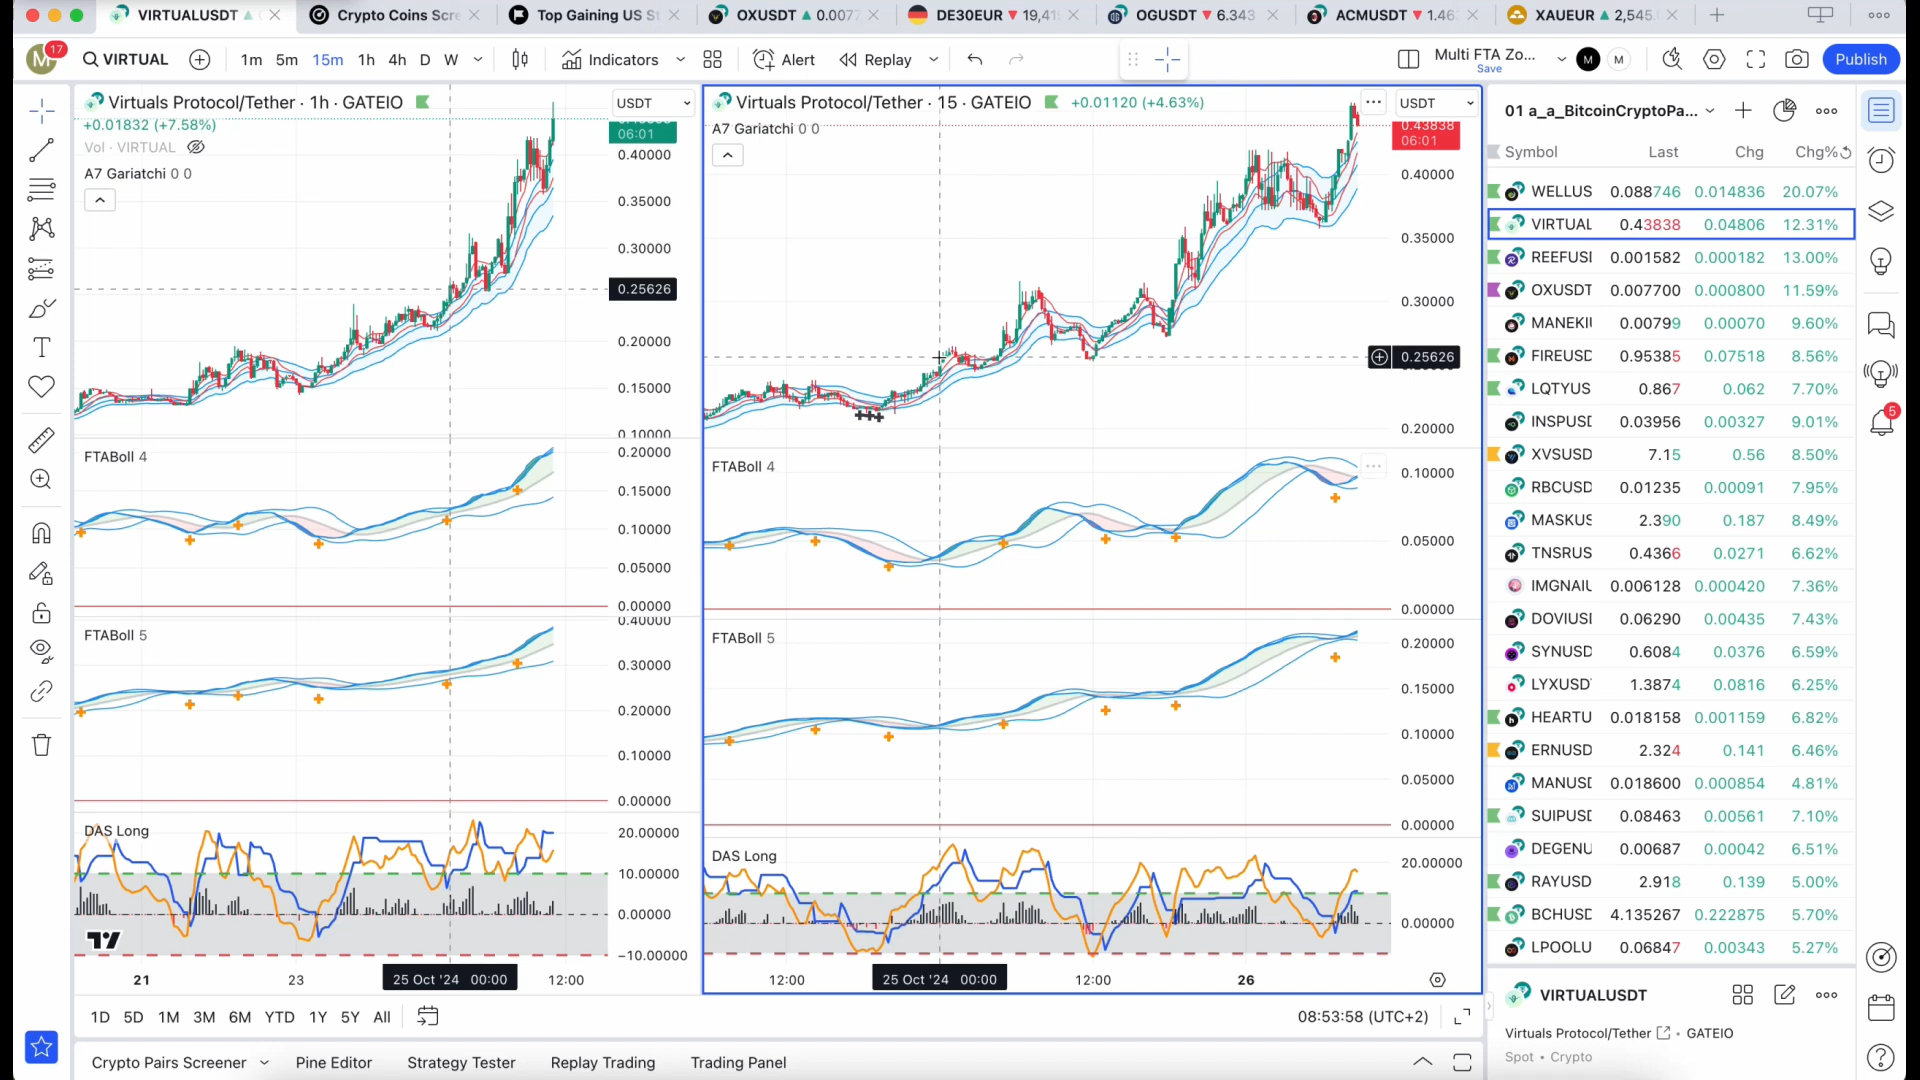 VIRTUALUSDT
Crypto Coins Scre
Top Gaining US St
OXUSDT 0.0077
DE30EUR 19,41
OGUSDT 6.343
ACMUSDT 1.46
XAUEUR 2,545.
M 17
VIRTUAL
1m 5m 15m 1h 4h D W
Indicators
Alert
Replay
Multi FTA Zo...
Save
M
M
Publish
Virtuals Protocol/Tether · 1h · GATEIO
+0.01832 (+7.58%)
Vol · VIRTUAL
A7 Gariatchi 0 0
USDT
06:01
0.40000
0.35000
0.30000
0.25626
0.20000
0.15000
0.10000
FTABoll 4
0.20000
0.15000
0.10000
0.05000
0.00000
FTABoll 5
0.40000
0.30000
0.20000
0.10000
0.00000
DAS Long
20.00000
10.00000
0.00000
−10.00000
21
23
25 Oct '24 00:00
12:00
Virtuals Protocol/Tether · 15 · GATEIO
+0.01120 (+4.63%)
A7 Gariatchi 0 0
USDT
0.43838
06:01
0.40000
0.35000
0.30000
0.25626
0.20000
FTABoll 4
0.10000
0.05000
0.00000
FTABoll 5
0.20000
0.15000
0.10000
0.05000
0.00000
DAS Long
20.00000
0.00000
12:00
25 Oct '24 00:00
12:00
26
1D 5D 1M 3M 6M YTD 1Y 5Y All
08:53:58 (UTC+2)
Crypto Pairs Screener
Pine Editor
Strategy Tester
Replay Trading
Trading Panel
01 a_a_BitcoinCryptoPa...
Symbol Last Chg Chg%
WELLUS 0.088746 0.014836 20.07%
VIRTUAL 0.43838 0.04806 12.31%
REEFUSI 0.001582 0.000182 13.00%
OXUSDT 0.007700 0.000800 11.59%
MANEKI 0.00799 0.00070 9.60%
FIREUSD 0.95385 0.07518 8.56%
LQTYUS 0.867 0.062 7.70%
INSPUSD 0.03956 0.00327 9.01%
XVSUSD 7.15 0.56 8.50%
RBCUSD 0.01235 0.00091 7.95%
MASKUS 2.390 0.187 8.49%
TNSRUS 0.4366 0.0271 6.62%
IMGNAIL 0.006128 0.000420 7.36%
DOVIUSI 0.06290 0.00435 7.43%
SYNUSD 0.6084 0.0376 6.59%
LYXUSD 1.3874 0.0816 6.25%
HEARTU 0.018158 0.001159 6.82%
ERNUSD 2.324 0.141 6.46%
MANUSD 0.018600 0.000854 4.81%
SUIPUSD 0.08463 0.00561 7.10%
DEGENU 0.00687 0.00042 6.51%
RAYUSD 2.918 0.139 5.00%
BCHUSD 4.135267 0.222875 5.70%
LPOOLU 0.06847 0.00343 5.27%
VIRTUALUSDT
Virtuals Protocol/Tether · GATEIO
Spot • Crypto
5